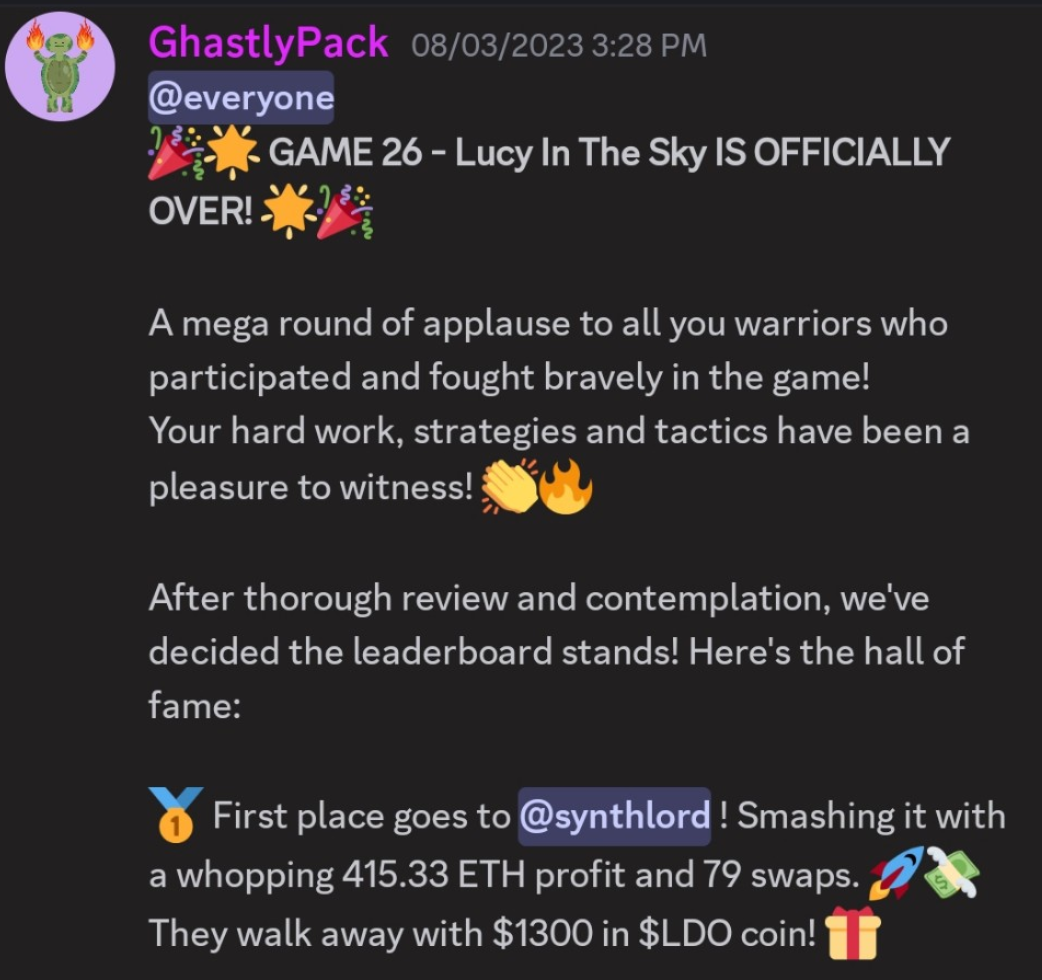 GhastlyPack 08/03/2023 3:28 PM
@everyone
🎉🌟 GAME 26 - Lucy In The Sky IS OFFICIALLY
OVER! 🌟🎉
A mega round of applause to all you warriors who
participated and fought bravely in the game!
Your hard work, strategies and tactics have been a
pleasure to witness! 👏🔥
After thorough review and contemplation, we've
decided the leaderboard stands! Here's the hall of
fame:
🥇 First place goes to @synthlord ! Smashing it with
a whopping 415.33 ETH profit and 79 swaps. 🚀💸
They walk away with $1300 in $LDO coin! 🎁